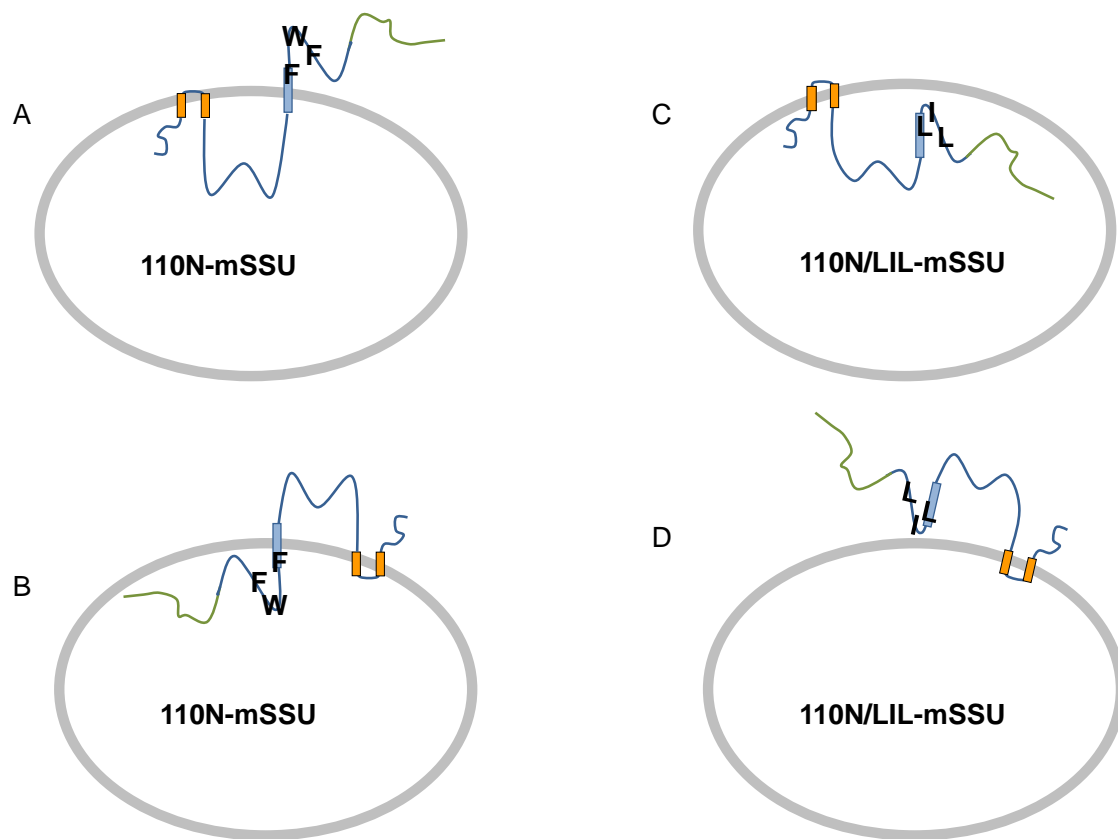 A
W
F
F
110N-mSSU
C
I
L
L
110N/LIL-mSSU
B
F
F
W
110N-mSSU
D
L
L
I
110N/LIL-mSSU